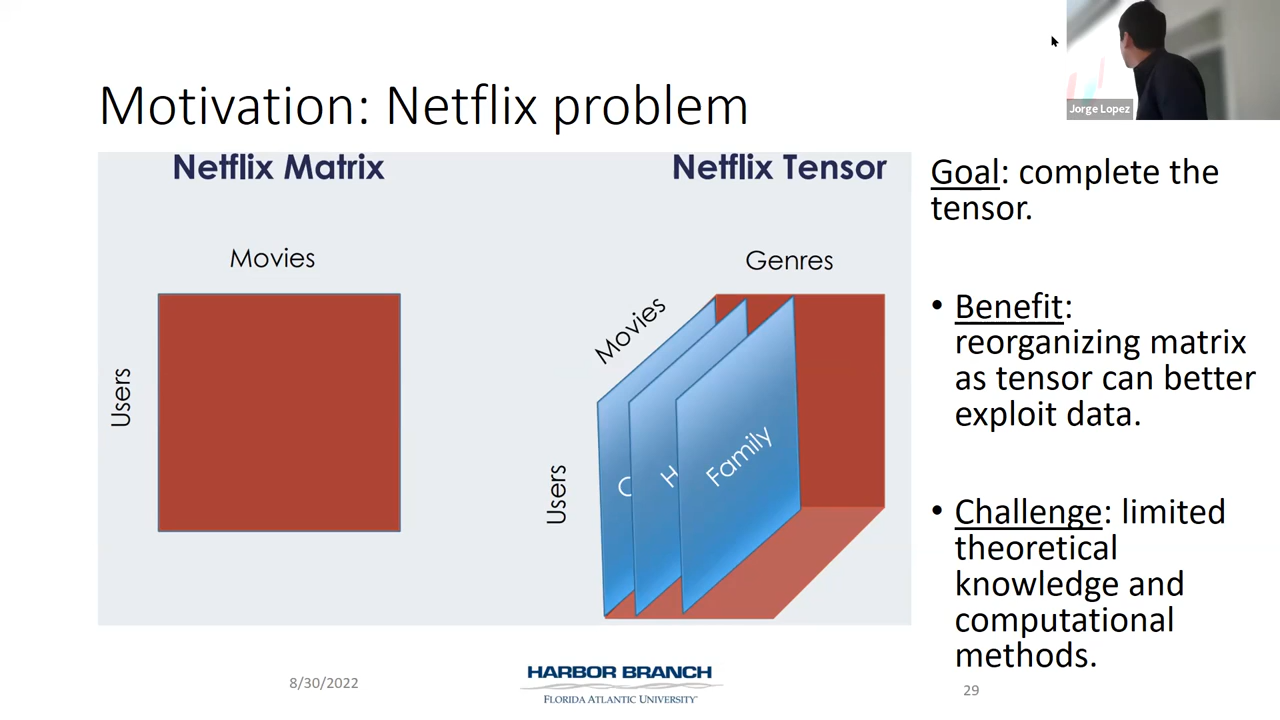 Jorge Lopez
Motivation: Netflix problem
Netflix Matrix
Netflix Tensor
Movies
Users
Genres
Movies
Users
C
H
Family
Goal: complete the
tensor.
• Benefit:
reorganizing matrix
as tensor can better
exploit data.
• Challenge: limited
theoretical
knowledge and
computational
methods.
8/30/2022
HARBOR BRANCH
FLORIDA ATLANTIC UNIVERSITY
29